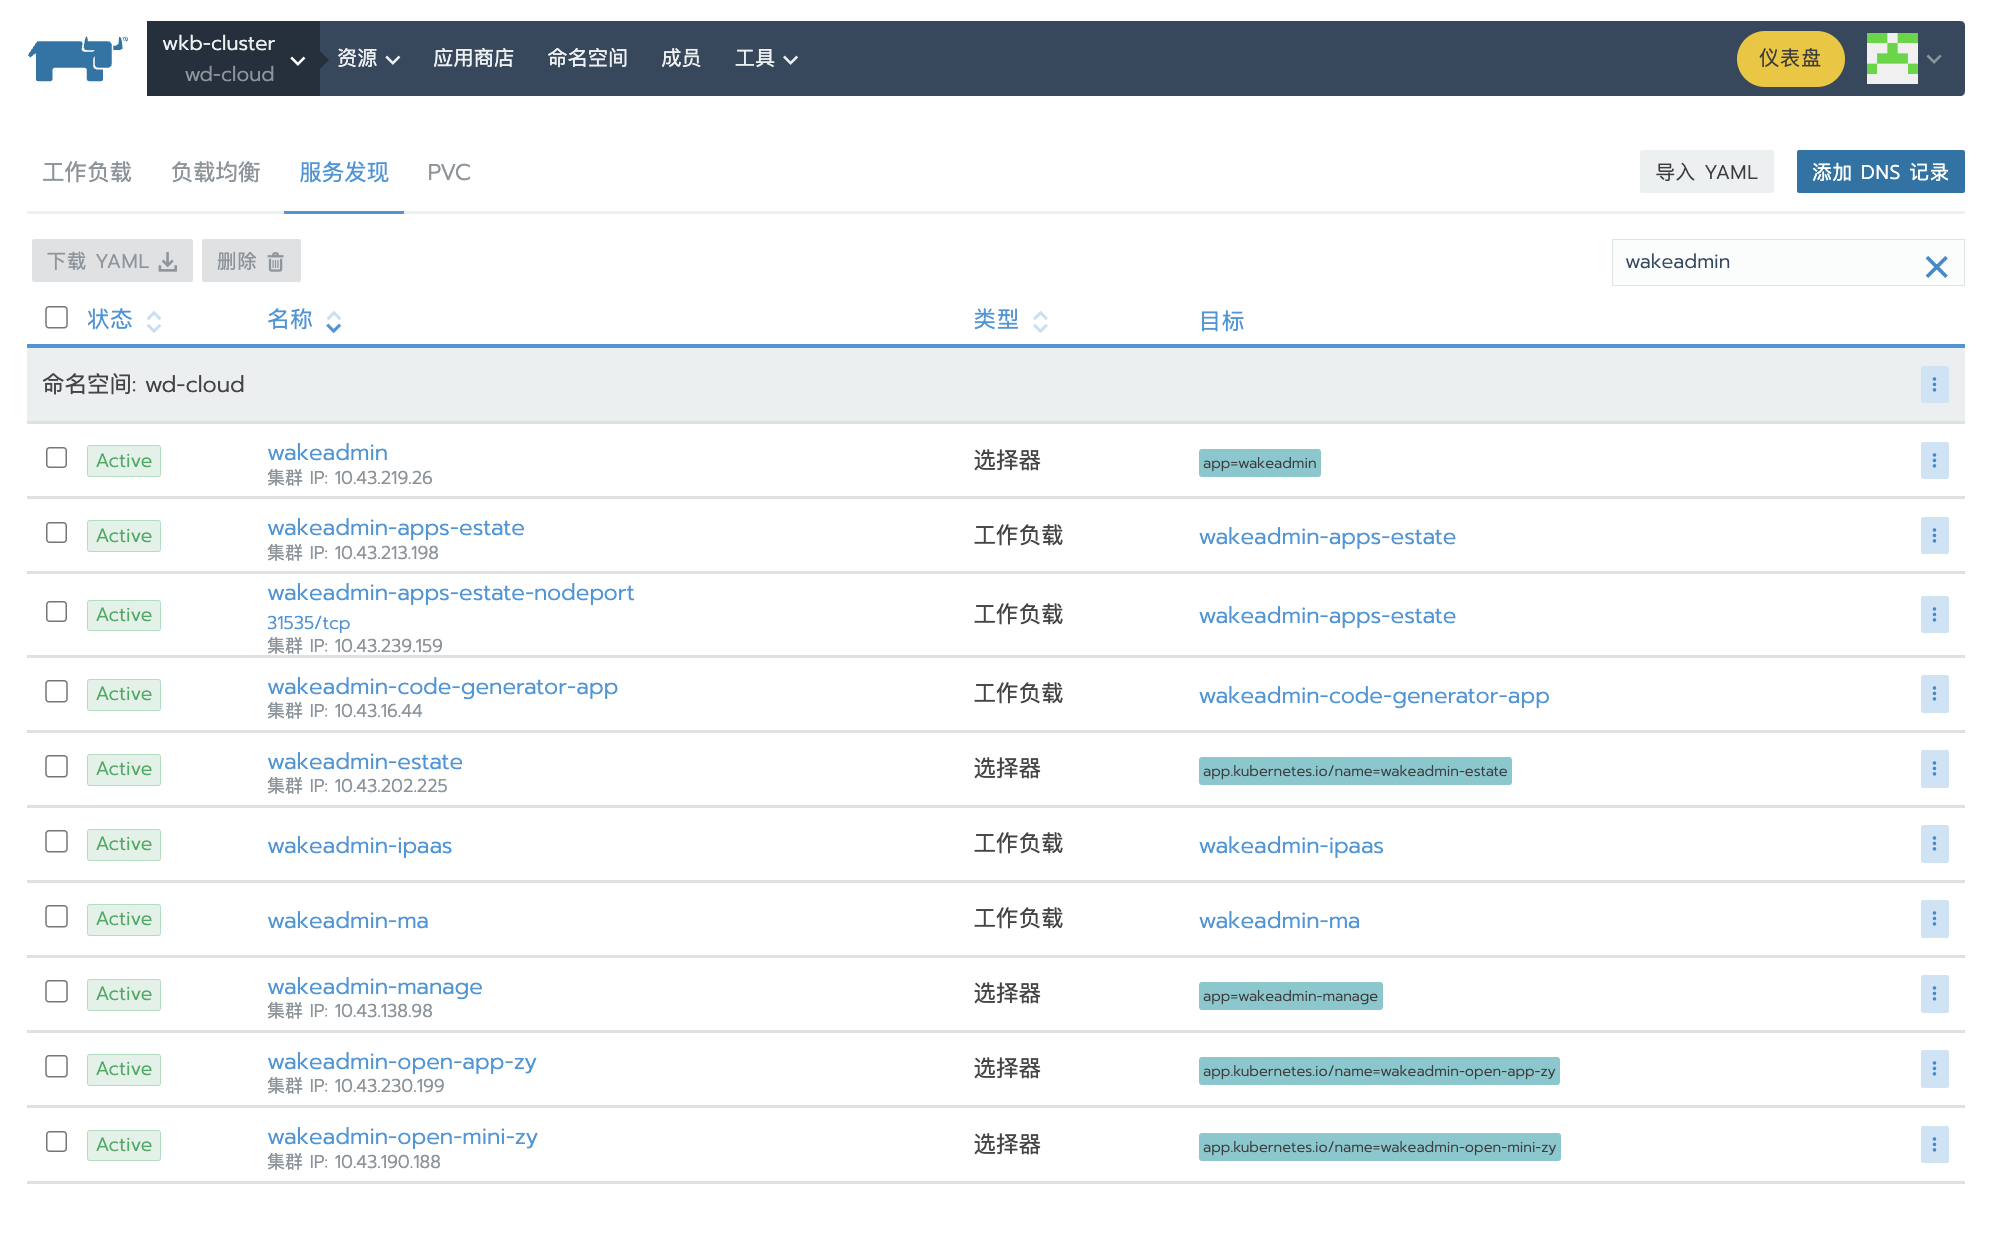 wkb-cluster
wd-cloud
资源
应用商店
命名空间
成员
工具
仪表盘
工作负载
负载均衡
服务发现
PVC
导入 YAML
添加 DNS 记录
下载 YAML
删除
wakeadmin
状态
名称
类型
目标
命名空间: wd-cloud
Active
wakeadmin
集群 IP: 10.43.219.26
选择器
app=wakeadmin
Active
wakeadmin-apps-estate
集群 IP: 10.43.213.198
工作负载
wakeadmin-apps-estate
Active
wakeadmin-apps-estate-nodeport
31535/tcp
集群 IP: 10.43.239.159
工作负载
wakeadmin-apps-estate
Active
wakeadmin-code-generator-app
集群 IP: 10.43.16.44
工作负载
wakeadmin-code-generator-app
Active
wakeadmin-estate
集群 IP: 10.43.202.225
选择器
app.kubernetes.io/name=wakeadmin-estate
Active
wakeadmin-ipaas
工作负载
wakeadmin-ipaas
Active
wakeadmin-ma
工作负载
wakeadmin-ma
Active
wakeadmin-manage
集群 IP: 10.43.138.98
选择器
app=wakeadmin-manage
Active
wakeadmin-open-app-zy
集群 IP: 10.43.230.199
选择器
app.kubernetes.io/name=wakeadmin-open-app-zy
Active
wakeadmin-open-mini-zy
集群 IP: 10.43.190.188
选择器
app.kubernetes.io/name=wakeadmin-open-mini-zy